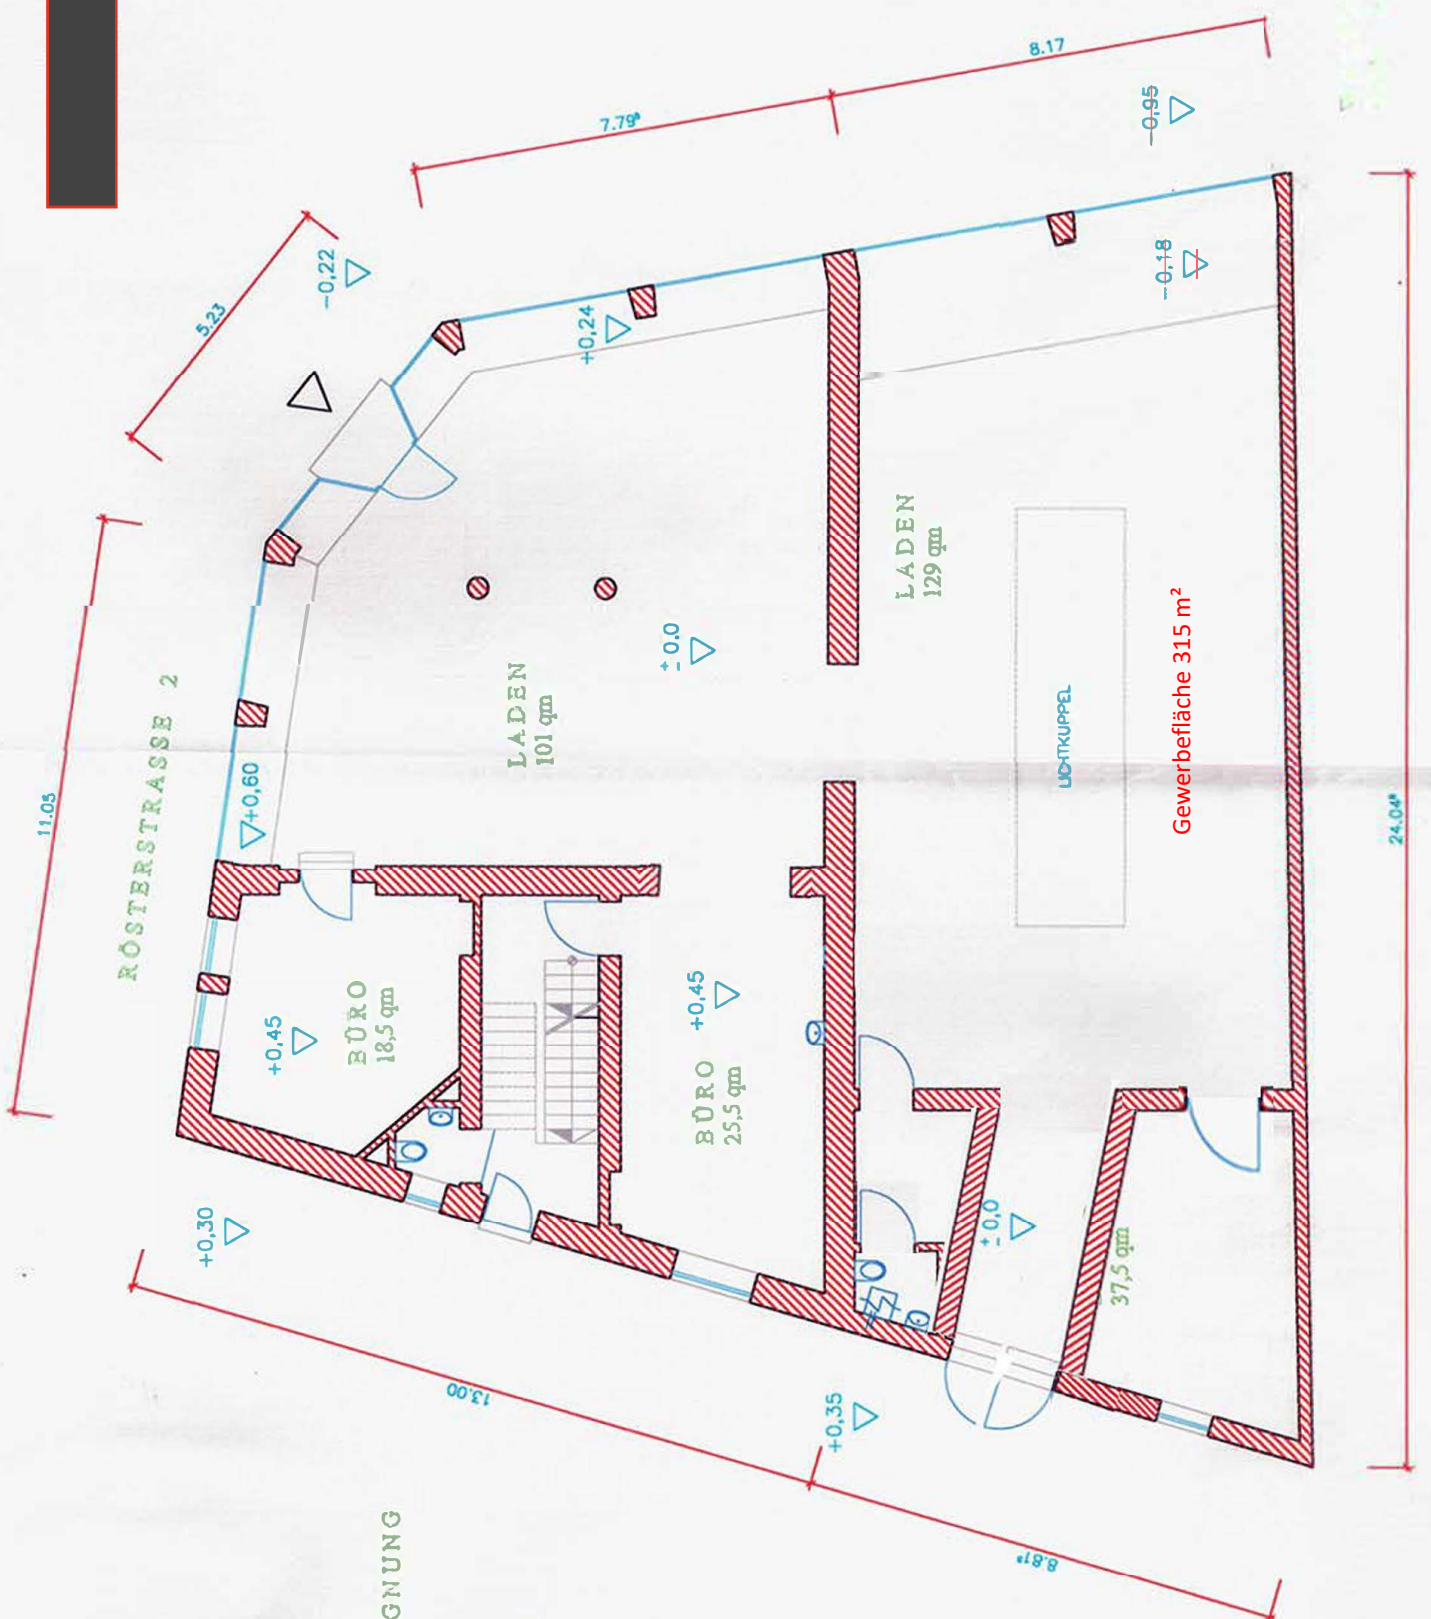 8.17
7.79⁵
-0,95
5.23
-0,22
-0,18
+0,24
11.05
RÖSTERSTRASSE 2
+0,60
LADEN
101 qm
± 0.0
LADEN
129 qm
LICHTKUPPEL
Gewerbefläche 315 m²
24.04⁵
+0,45
BÜRO
18,5 qm
+0,45
BÜRO
25,5 qm
+0,30
± 0,0
37,5 qm
13.00
+0,35
8.81⁵
GNUNG